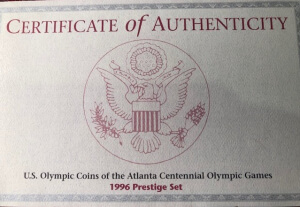 CERTIFICATE of AUTHENTICITY
U.S. Olympic Coins of the Atlanta Centennial Olympic Games
1996 Prestige Set